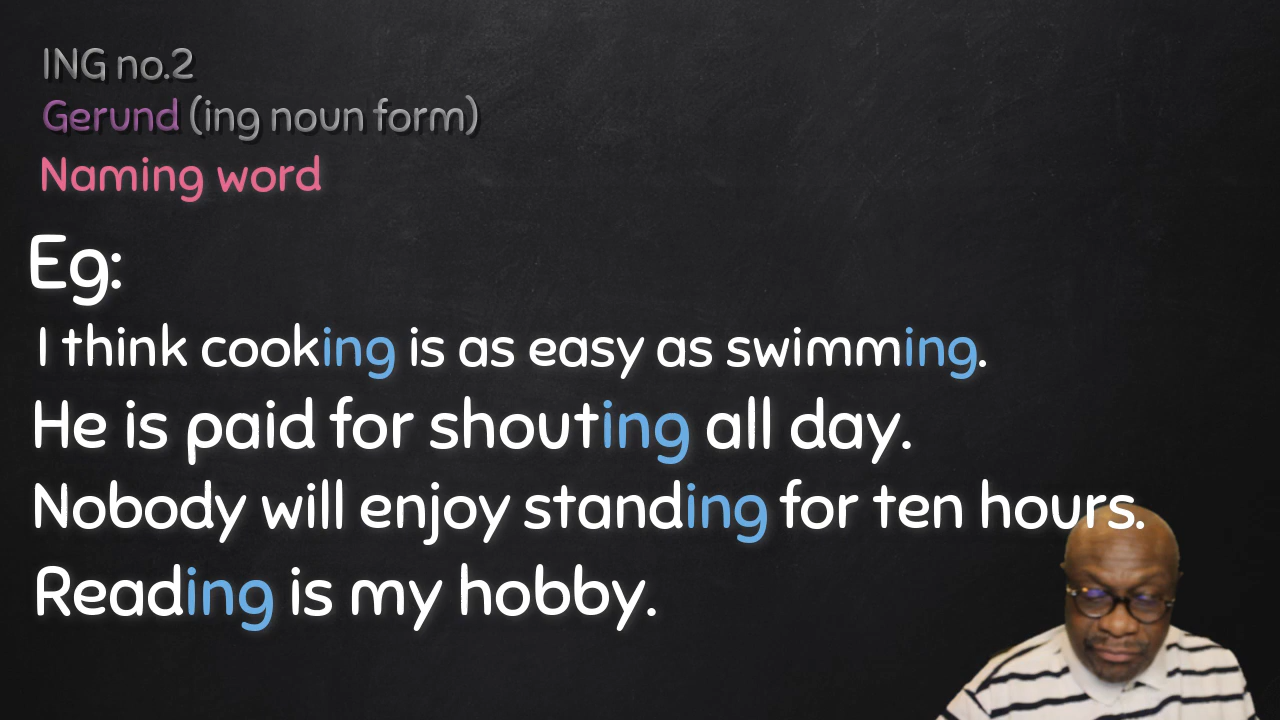 ING no.2
Gerund (ing noun form)
Naming word
Eg:
I think cooking is as easy as swimming.
He is paid for shouting all day.
Nobody will enjoy standing for ten hours.
Reading is my hobby.